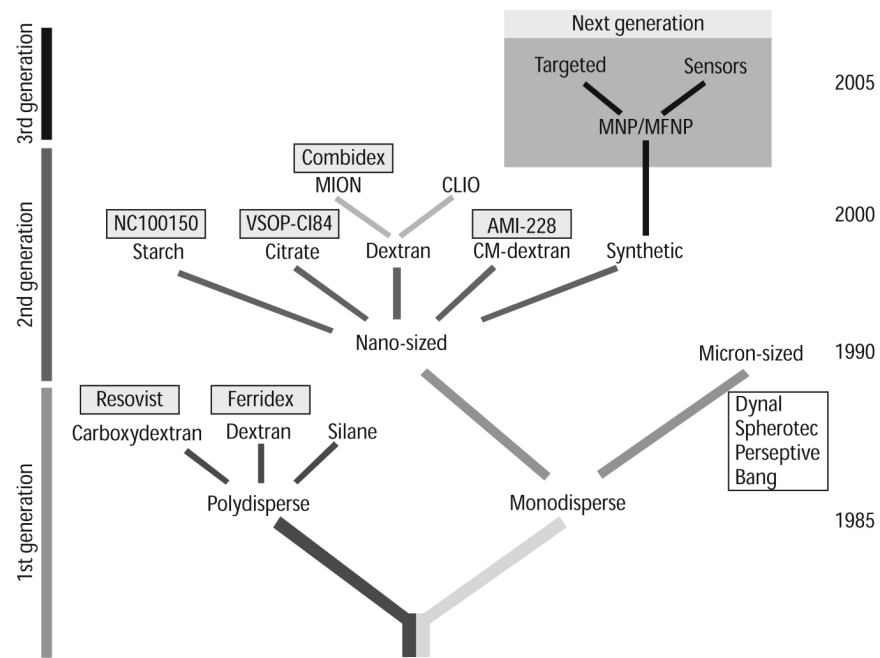 Next generation
3rd generation
Targeted
Sensors
2005
MNP/MFNP
Combidex
MION
CLIO
2nd generation
NC100150
VSOP-CI84
AMI-228
2000
Starch
Citrate
Dextran
CM-dextran
Synthetic
Nano-sized
Micron-sized
1990
Resovist
Ferridex
Dynal
Spherotec
Perseptive
Bang
Carboxydextran
Dextran
Silane
1st generation
Polydisperse
Monodisperse
1985